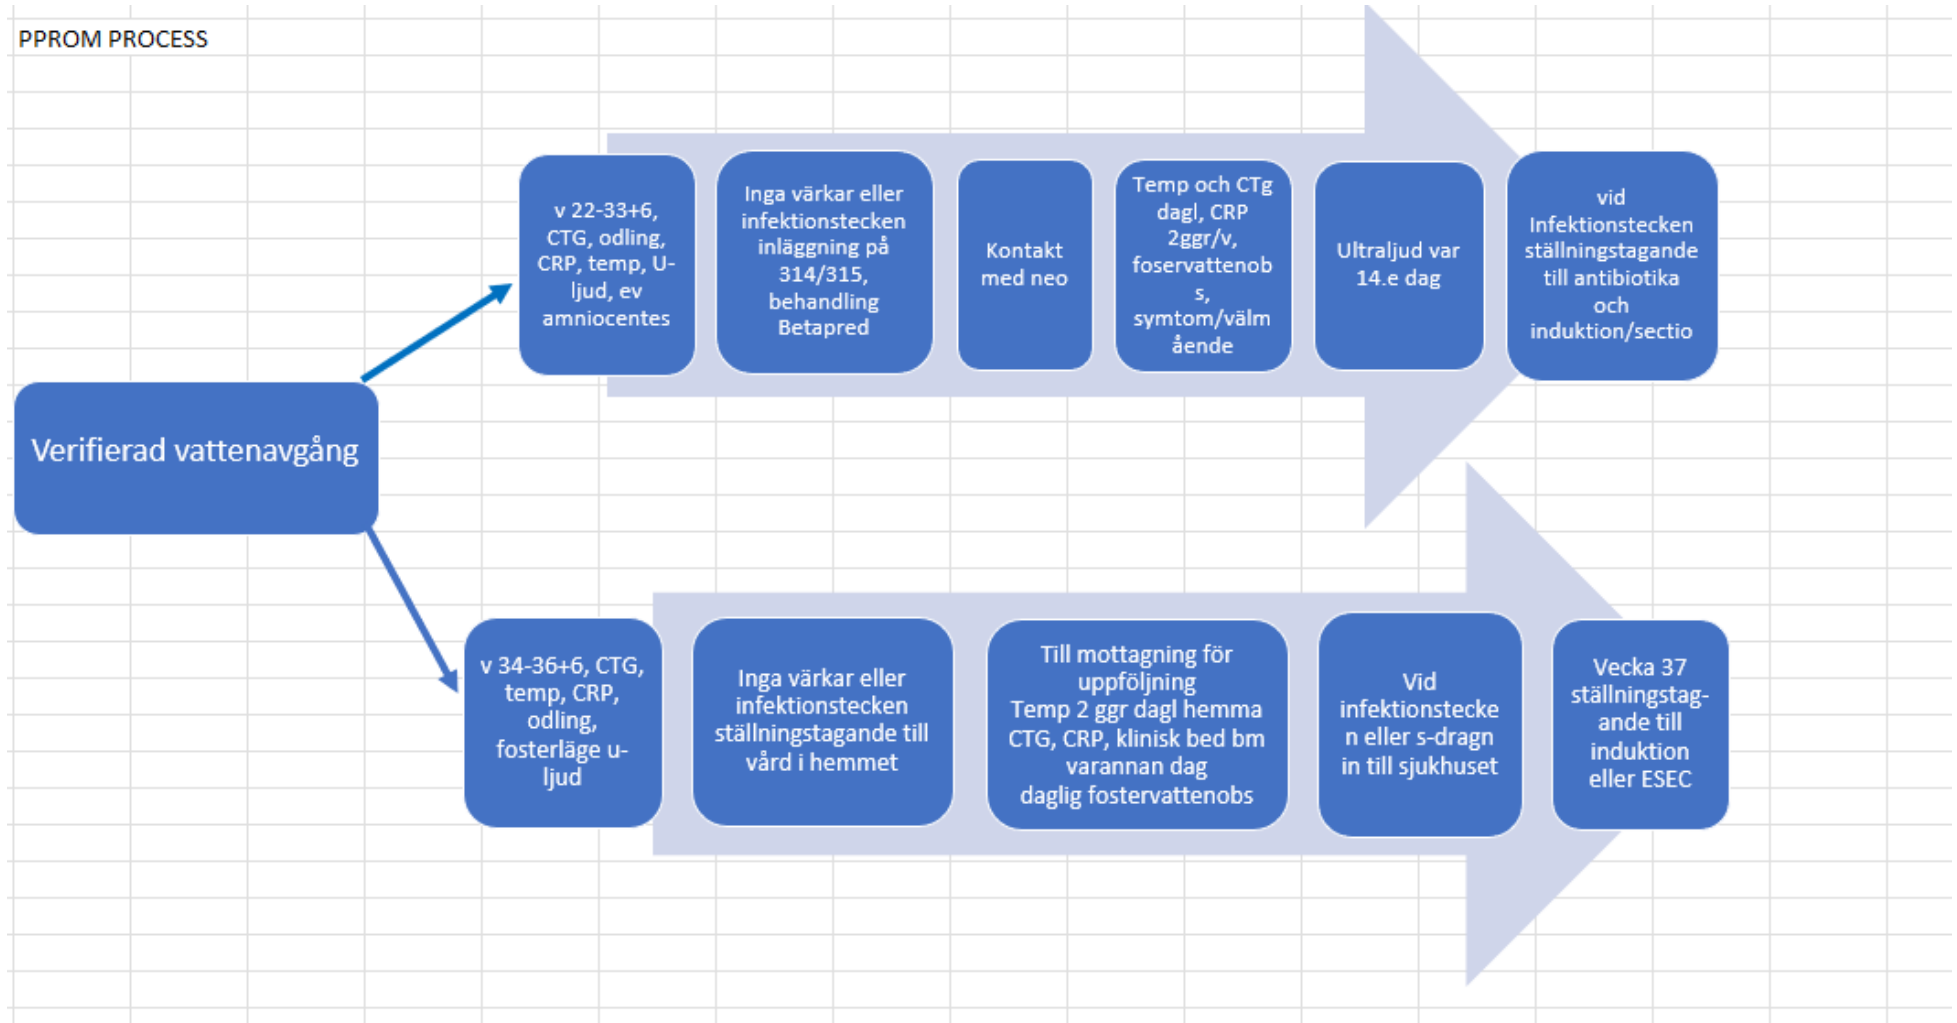 PPROM PROCESS
v 22-33+6,
CTG, odling,
CRP, temp, U-
ljud, ev
amniocentes
Inga värkar eller
infektionstecken
inläggning på
314/315,
behandling
Betapred
Kontakt
med neo
Temp och CTg
dagl, CRP
2ggr/v,
foservattenob
s,
symtom/välm
ående
Ultraljud var
14.e dag
vid
Infektionstecken
ställningstagande
till antibiotika
och
induktion/sectio
Verifierad vattenavgång
v 34-36+6, CTG,
temp, CRP,
odling,
fosterläge u-
ljud
Inga värkar eller
infektionstecken
ställningstagande till
vård i hemmet
Till mottagning för
uppföljning
Temp 2 ggr dagl hemma
CTG, CRP, klinisk bed bm
varannan dag
daglig fostervattenobs
Vid
infektionstecke
n eller s-dragn
in till sjukhuset
Vecka 37
ställningstag-
ande till
induktion
eller ESEC